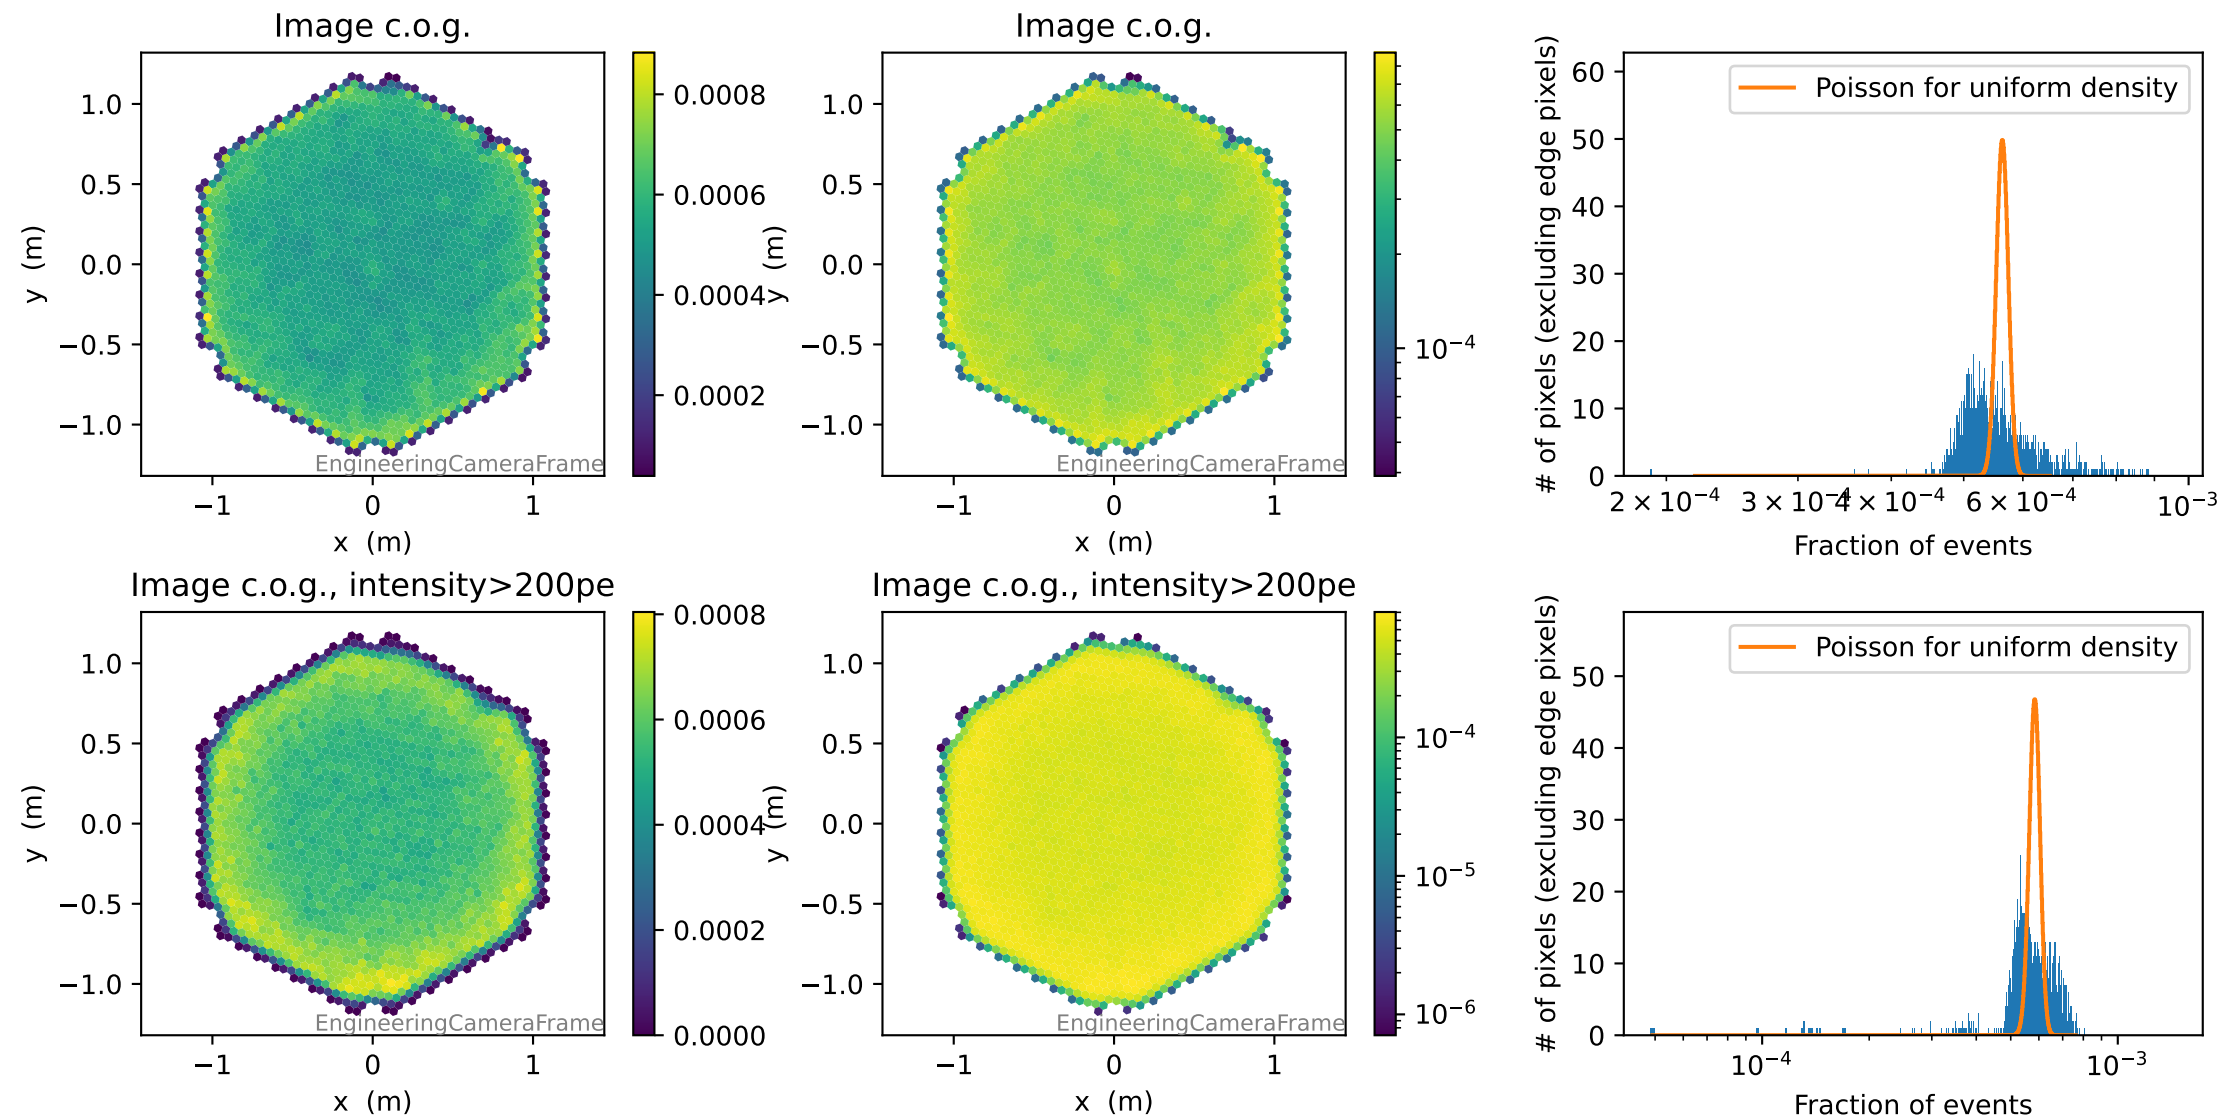 Image c.o.g.
y (m)
1.0
0.5
0.0
−0.5
−1.0
−1
0
1
x (m)
EngineeringCameraFrame
0.0008
0.0006
0.0004
0.0002
Image c.o.g.
y (m)
1.0
0.5
0.0
−0.5
−1.0
−1
0
1
x (m)
EngineeringCameraFrame
10⁻⁴
# of pixels (excluding edge pixels)
60
50
40
30
20
10
0
Poisson for uniform density
2 × 10⁻⁴
3 × 10⁻⁴
4 × 10⁻⁴
6 × 10⁻⁴
10⁻³
Fraction of events
Image c.o.g., intensity>200pe
y (m)
1.0
0.5
0.0
−0.5
−1.0
−1
0
1
x (m)
EngineeringCameraFrame
0.0008
0.0006
0.0004
0.0002
0.0000
Image c.o.g., intensity>200pe
y (m)
1.0
0.5
0.0
−0.5
−1.0
−1
0
1
x (m)
EngineeringCameraFrame
10⁻⁴
10⁻⁵
10⁻⁶
# of pixels (excluding edge pixels)
50
40
30
20
10
0
Poisson for uniform density
10⁻⁴
10⁻³
Fraction of events